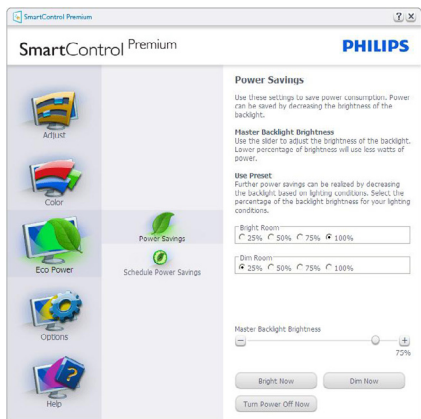 SmartControl Premium
SmartControl Premium
PHILIPS
Adjust
Color
Eco Power
Options
Help
Power Savings
Schedule Power Savings
Power Savings
Use these settings to save power consumption. Power
can be saved by decreasing the brightness of the
backlight.
Master Backlight Brightness
Use the slider to adjust the brightness of the backlight.
Lower percentage of brightness will use less watts of
power.
Use Preset
Further power savings can be realized by decreasing
the backlight based on lighting conditions. Select the
percentage of the backlight brightness for your lighting
conditions.
Bright Room
25% 50% 75% 100%
Dim Room
25% 50% 75% 100%
Master Backlight Brightness
75%
Bright Now Dim Now
Turn Power Off Now